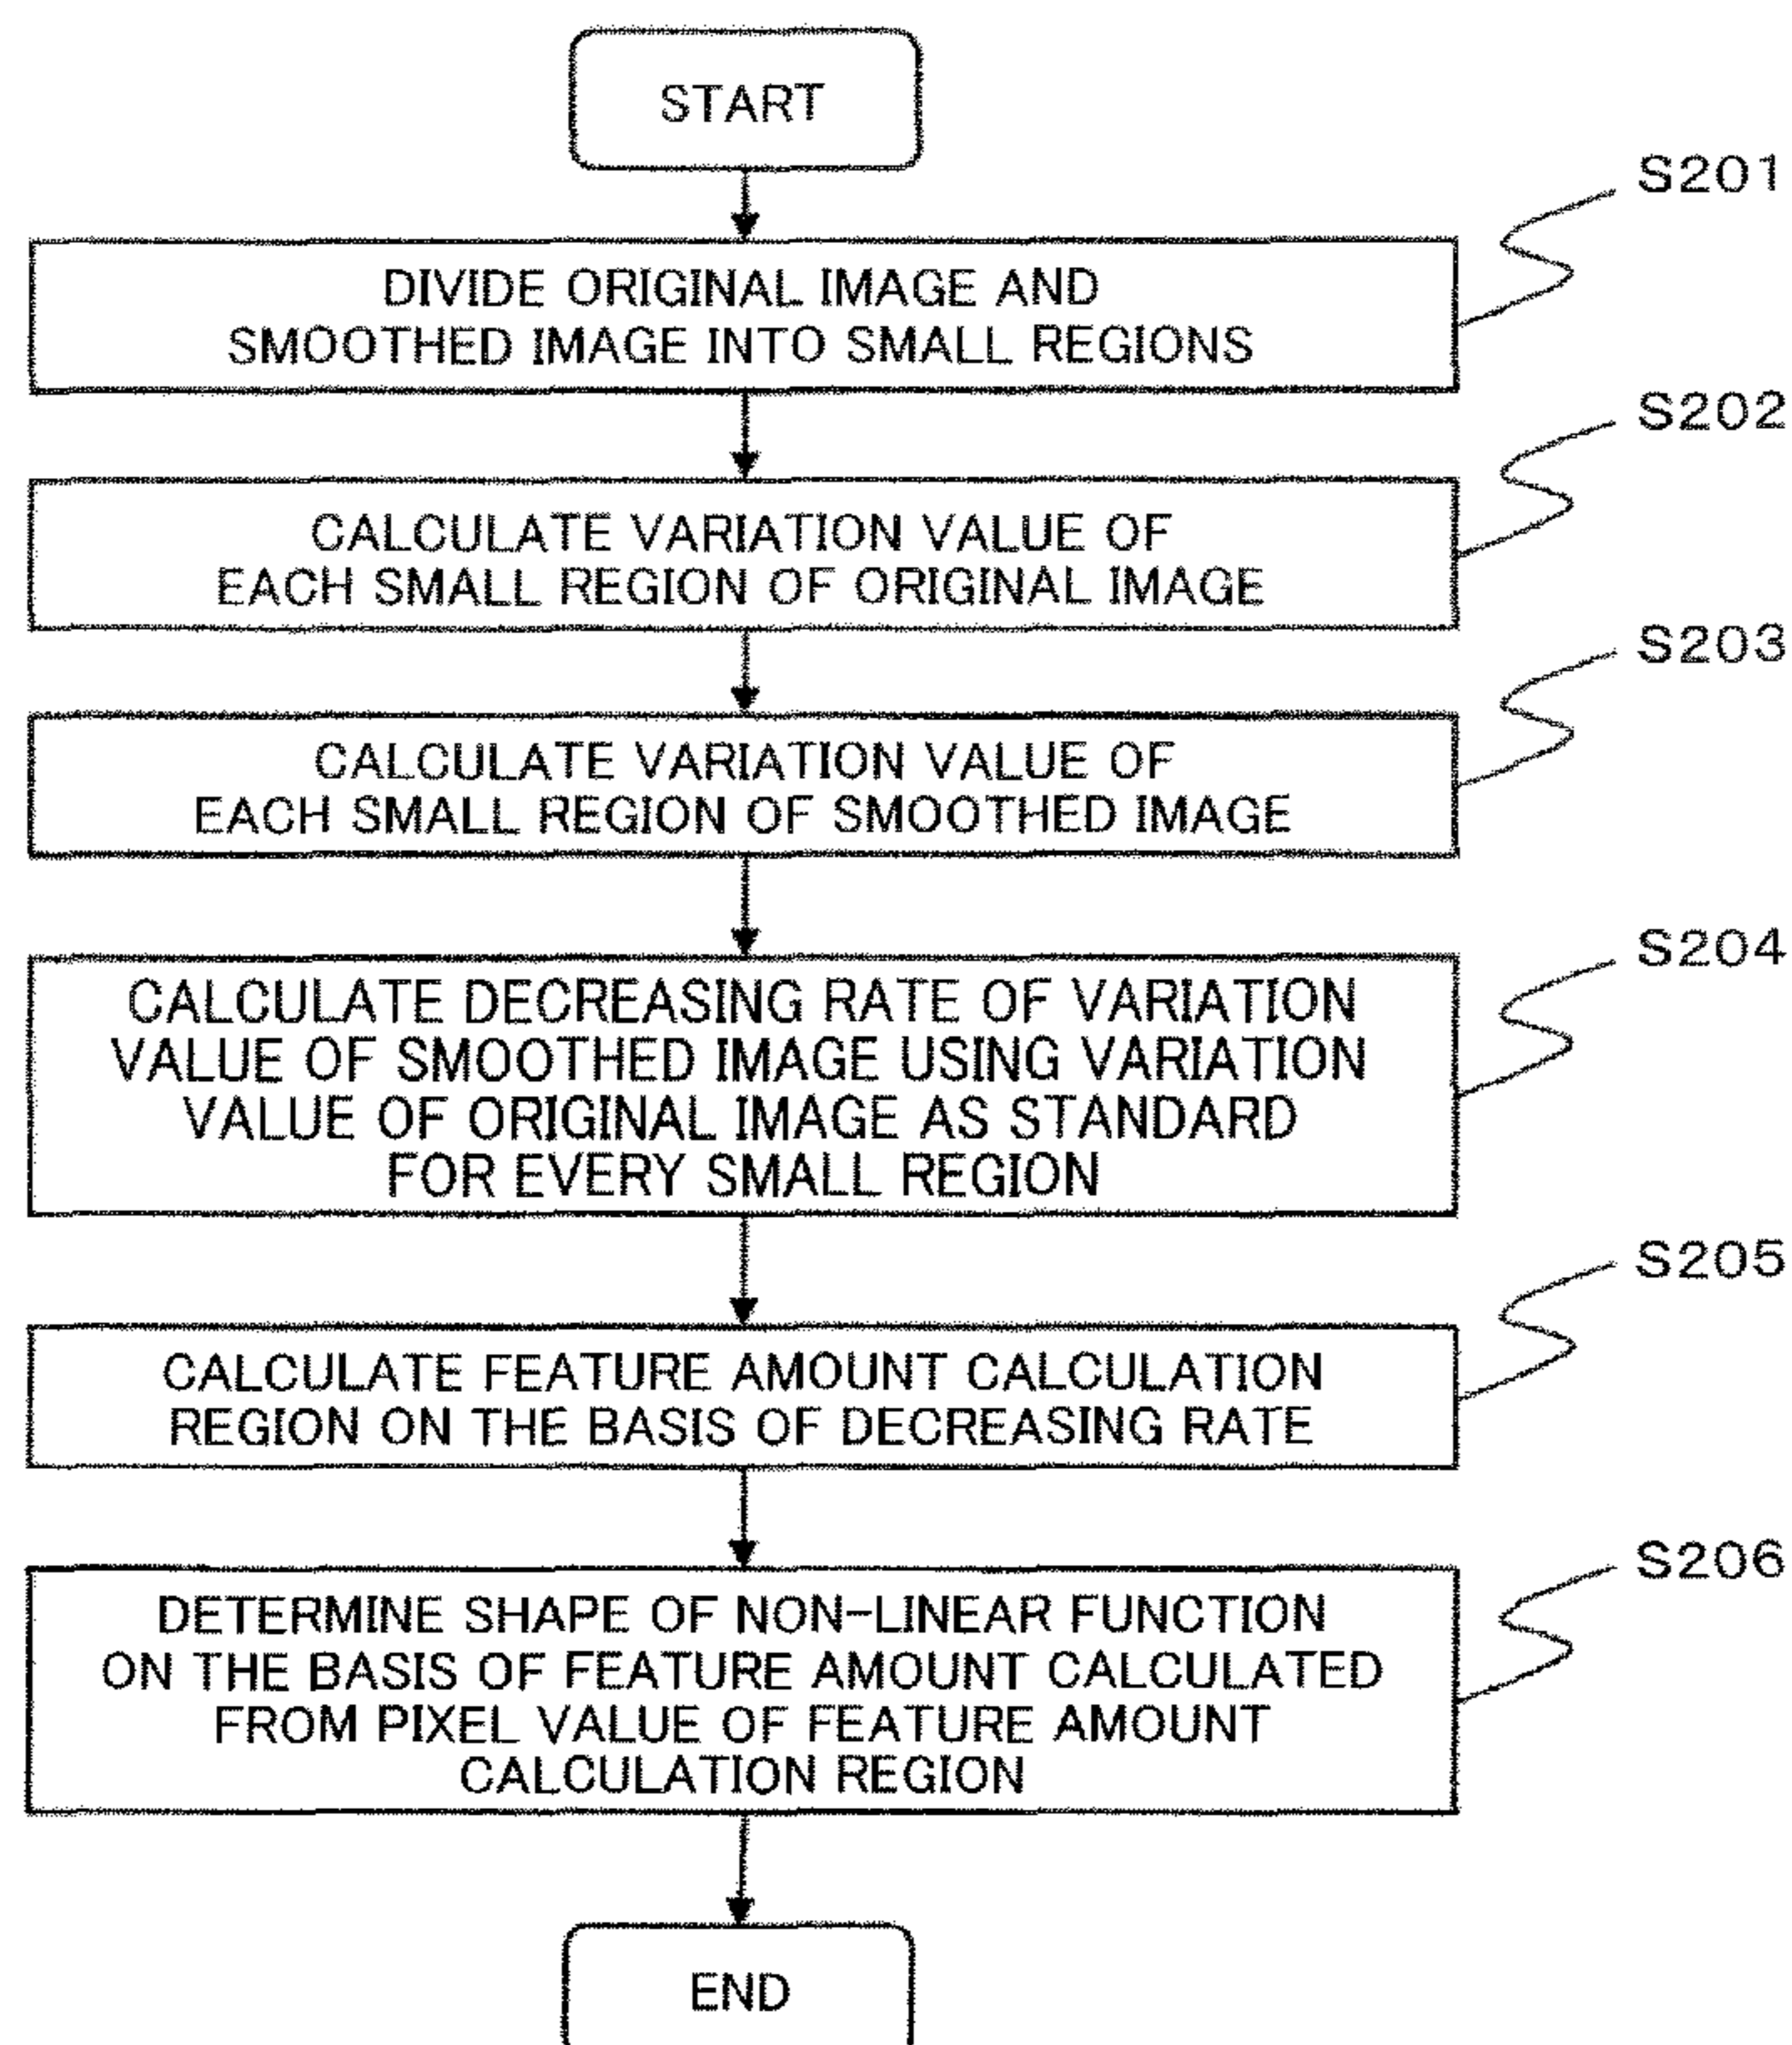 START
S201
DIVIDE ORIGINAL IMAGE AND
SMOOTHED IMAGE INTO SMALL REGIONS
S202
CALCULATE VARIATION VALUE OF
EACH SMALL REGION OF ORIGINAL IMAGE
S203
CALCULATE VARIATION VALUE OF
EACH SMALL REGION OF SMOOTHED IMAGE
S204
CALCULATE DECREASING RATE OF VARIATION
VALUE OF SMOOTHED IMAGE USING VARIATION
VALUE OF ORIGINAL IMAGE AS STANDARD
FOR EVERY SMALL REGION
S205
CALCULATE FEATURE AMOUNT CALCULATION
REGION ON THE BASIS OF DECREASING RATE
S206
DETERMINE SHAPE OF NON-LINEAR FUNCTION
ON THE BASIS OF FEATURE AMOUNT CALCULATED
FROM PIXEL VALUE OF FEATURE AMOUNT
CALCULATION REGION
END